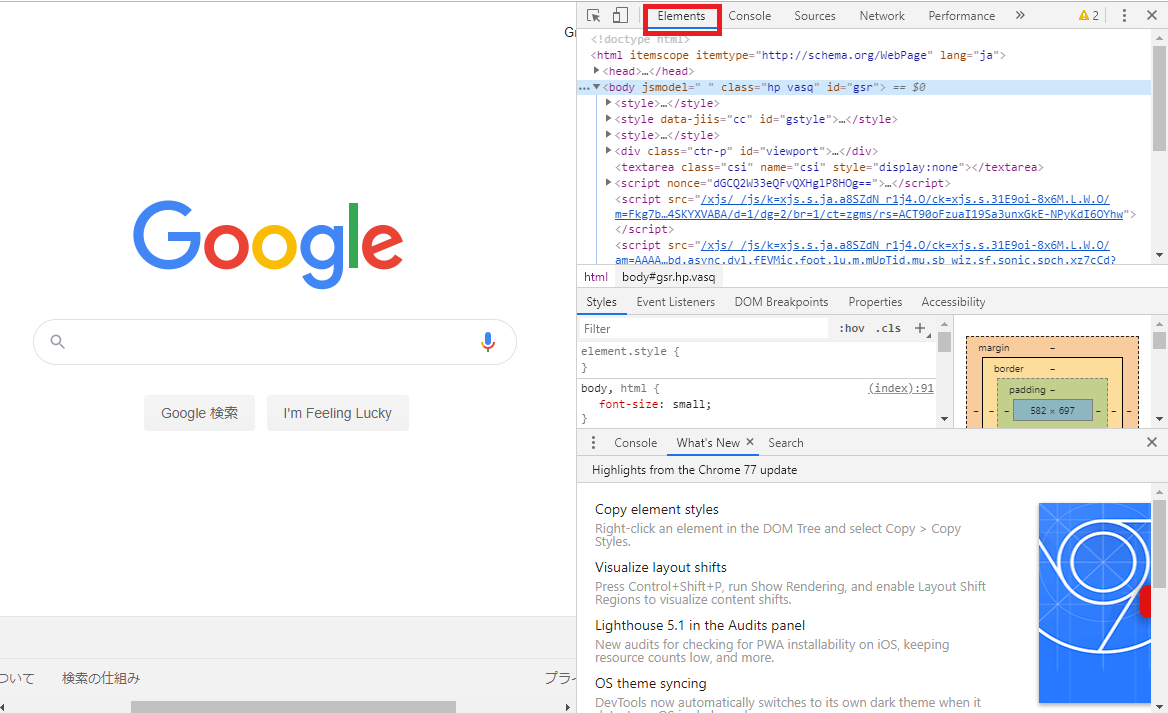 Google
Google 検索
I'm Feeling Lucky
ついて
検索の仕組み
プライ
Elements
Console
Sources
Network
Performance
2
<!doctype html>
<html itemscope itemtype="http://schema.org/WebPage" lang="ja">
<head>…</head>
<body jsmodel=" " class="hp vasq" id="gsr"> == $0
<style>…</style>
<style data-jiis="cc" id="gstyle">…</style>
<style>…</style>
<div class="ctr-p" id="viewport">…</div>
<textarea class="csi" name="csi" style="display:none"></textarea>
<script nonce="dGCQ2W33eQFvQXHglP8HOg==">…</script>
<script src="/xjs/_/js/k=xjs.s.ja.a8SZdN_r1j4.O/ck=xjs.s.31E9oi-8x6M.L.W.O/
m=Fkg7b…4SKYXVABA/d=1/dg=2/br=1/ct=zgms/rs=ACT90oFzuaI19Sa3unxGkE-NPyKdI6OYhw">
</script>
<script src="/xjs/_/js/k=xjs.s.ja.a8SZdN_r1j4.O/ck=xjs.s.31E9oi-8x6M.L.W.O/
am=AAAA…bd,async,dvl,fEVMic,foot,lu,m,mUpTid,mu,sb_wiz,sf,sonic,spch,xz7cCd?
html
body#gsr.hp.vasq
Styles
Event Listeners
DOM Breakpoints
Properties
Accessibility
Filter
:hov
.cls
+
element.style {
}
body, html {
(index):91
font-size: small;
}
margin
–
border
–
padding –
– – – 582 × 697 – – –
Console
What's New
Search
Highlights from the Chrome 77 update
Copy element styles
Right-click an element in the DOM Tree and select Copy > Copy
Styles.
Visualize layout shifts
Press Control+Shift+P, run Show Rendering, and enable Layout Shift
Regions to visualize content shifts.
Lighthouse 5.1 in the Audits panel
New audits for checking for PWA installability on iOS, keeping
resource counts low, and more.
OS theme syncing
DevTools now automatically switches to its own dark theme when it